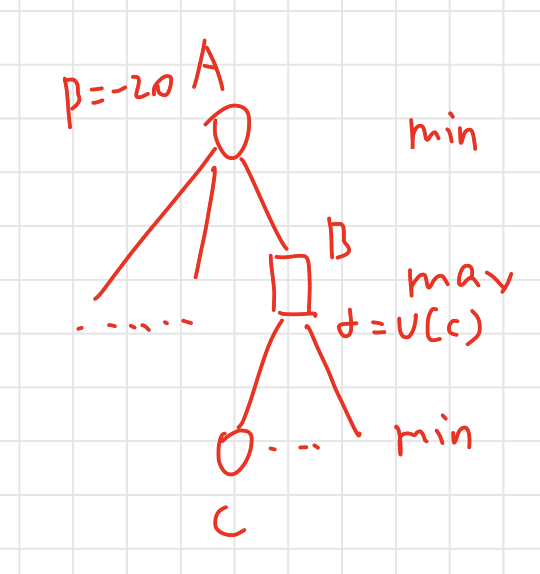 A
β = -20
min
B
max
α = v(c)
min
C